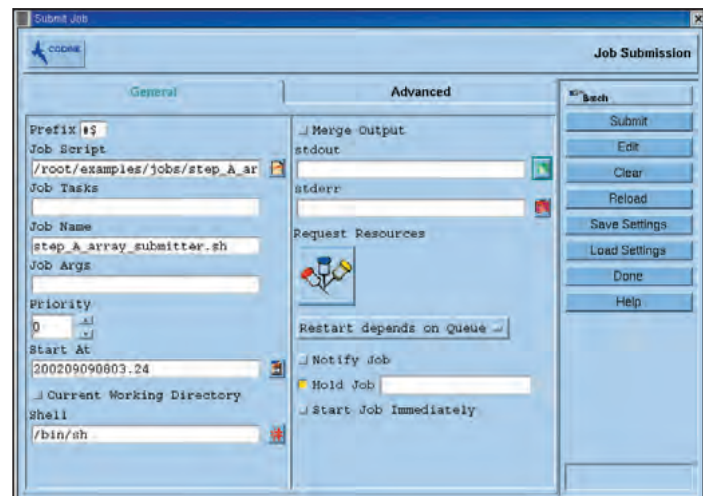 Submit Job
CODINE
Job Submission
General
Advanced
Prefix #$
Job Script
/root/examples/jobs/step_A_ar
Job Tasks
Job Name
step_A_array_submitter.sh
Job Args
Priority
0
Start At
200209090803.24
Current Working Directory
Shell
/bin/sh
Merge Output
stdout
stderr
Request Resources
Restart depends on Queue
Notify Job
Hold Job
Start Job Immediately
Batch
Submit
Edit
Clear
Reload
Save Settings
Load Settings
Done
Help